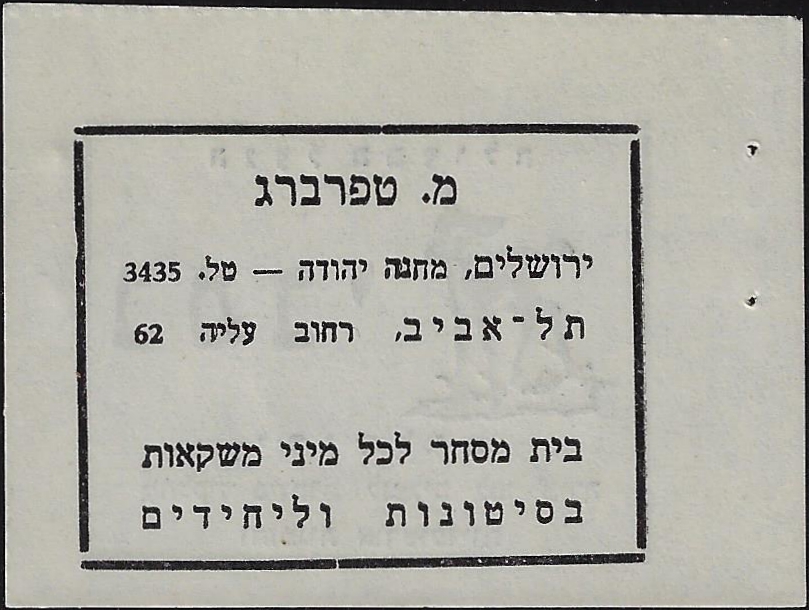 מ. טפרברג
ירושלים, מחנה יהודה — טל. 3435
תל־אביב, רחוב עליה 62
בית מסחר לכל מיני משקאות
בסיטונות וליחידים